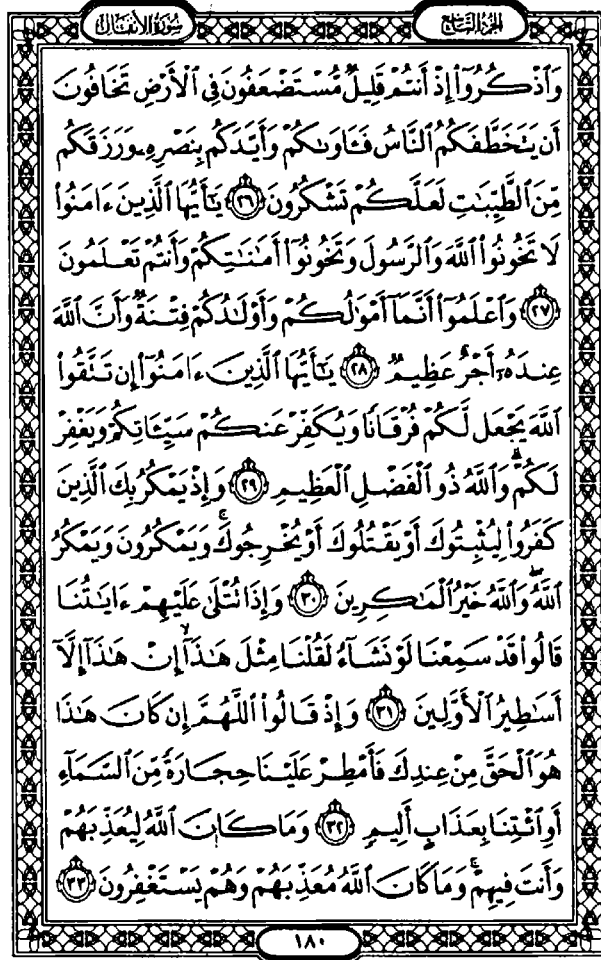 الجزء التاسع
سورة الأنفال
وَٱذْكُرُوٓا۟ إِذْ أَنتُمْ قَلِيلٌ مُّسْتَضْعَفُونَ فِى ٱلْأَرْضِ تَخَافُونَ
أَن يَتَخَطَّفَكُمُ ٱلنَّاسُ فَـَٔاوَىٰكُمْ وَأَيَّدَكُم بِنَصْرِهِۦ وَرَزَقَكُم
مِّنَ ٱلطَّيِّبَٰتِ لَعَلَّكُمْ تَشْكُرُونَ ٢٦ يَٰٓأَيُّهَا ٱلَّذِينَ ءَامَنُوا۟
لَا تَخُونُوا۟ ٱللَّهَ وَٱلرَّسُولَ وَتَخُونُوٓا۟ أَمَٰنَٰتِكُمْ وَأَنتُمْ تَعْلَمُونَ
٢٧ وَٱعْلَمُوٓا۟ أَنَّمَآ أَمْوَٰلُكُمْ وَأَوْلَٰدُكُمْ فِتْنَةٌ وَأَنَّ ٱللَّهَ
عِندَهُۥٓ أَجْرٌ عَظِيمٌ ٢٨ يَٰٓأَيُّهَا ٱلَّذِينَ ءَامَنُوٓا۟ إِن تَتَّقُوا۟
ٱللَّهَ يَجْعَل لَّكُمْ فُرْقَانًا وَيُكَفِّرْ عَنكُمْ سَيِّـَٔاتِكُمْ وَيَغْفِرْ
لَكُمْ ۗ وَٱللَّهُ ذُو ٱلْفَضْلِ ٱلْعَظِيمِ ٢٩ وَإِذْ يَمْكُرُ بِكَ ٱلَّذِينَ
كَفَرُوا۟ لِيُثْبِتُوكَ أَوْ يَقْتُلُوكَ أَوْ يُخْرِجُوكَ ۚ وَيَمْكُرُونَ وَيَمْكُرُ
ٱللَّهُ ۖ وَٱللَّهُ خَيْرُ ٱلْمَٰكِرِينَ ٣٠ وَإِذَا تُتْلَىٰ عَلَيْهِمْ ءَايَٰتُنَا
قَالُوا۟ قَدْ سَمِعْنَا لَوْ نَشَآءُ لَقُلْنَا مِثْلَ هَٰذَآ ۙ إِنْ هَٰذَآ إِلَّآ
أَسَٰطِيرُ ٱلْأَوَّلِينَ ٣١ وَإِذْ قَالُوا۟ ٱللَّهُمَّ إِن كَانَ هَٰذَا
هُوَ ٱلْحَقَّ مِنْ عِندِكَ فَأَمْطِرْ عَلَيْنَا حِجَارَةً مِّنَ ٱلسَّمَآءِ
أَوِ ٱئْتِنَا بِعَذَابٍ أَلِيمٍ ٣٢ وَمَا كَانَ ٱللَّهُ لِيُعَذِّبَهُمْ
وَأَنتَ فِيهِمْ ۚ وَمَا كَانَ ٱللَّهُ مُعَذِّبَهُمْ وَهُمْ يَسْتَغْفِرُونَ ٣٣
١٨٠